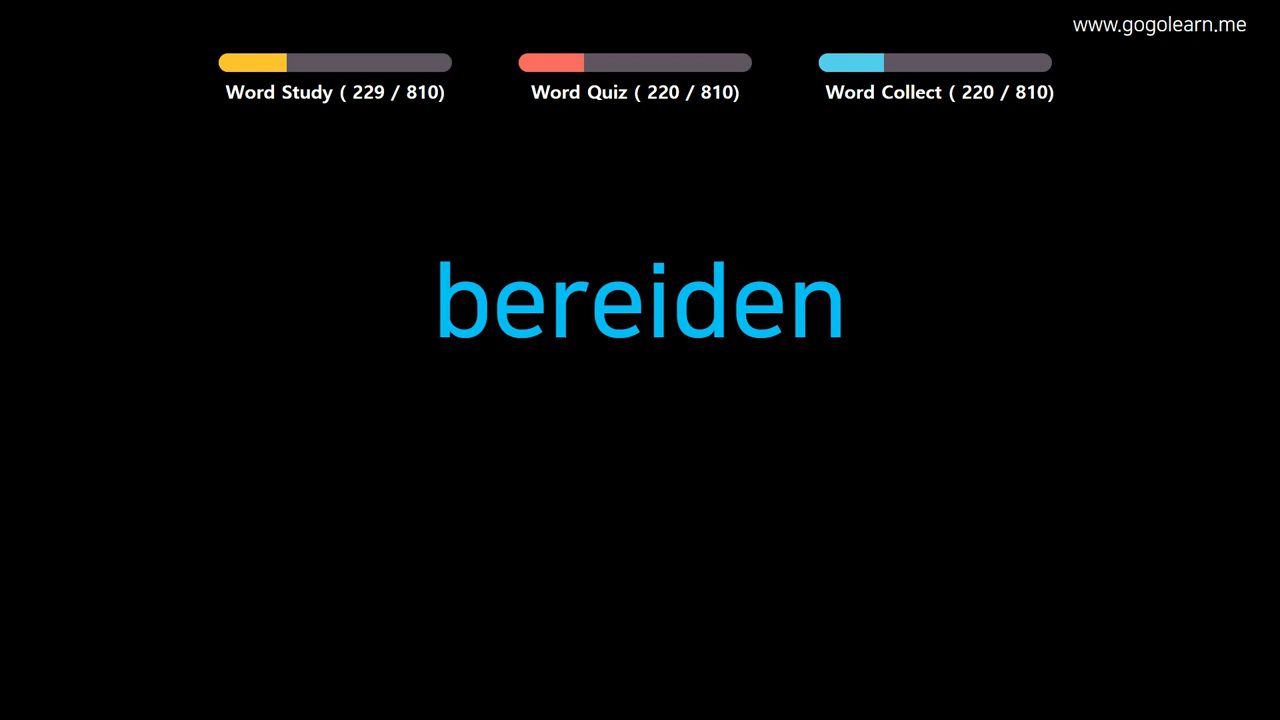 www.gogolearn.me
Word Study ( 229 / 810)
Word Quiz ( 220 / 810)
Word Collect ( 220 / 810)
bereiden